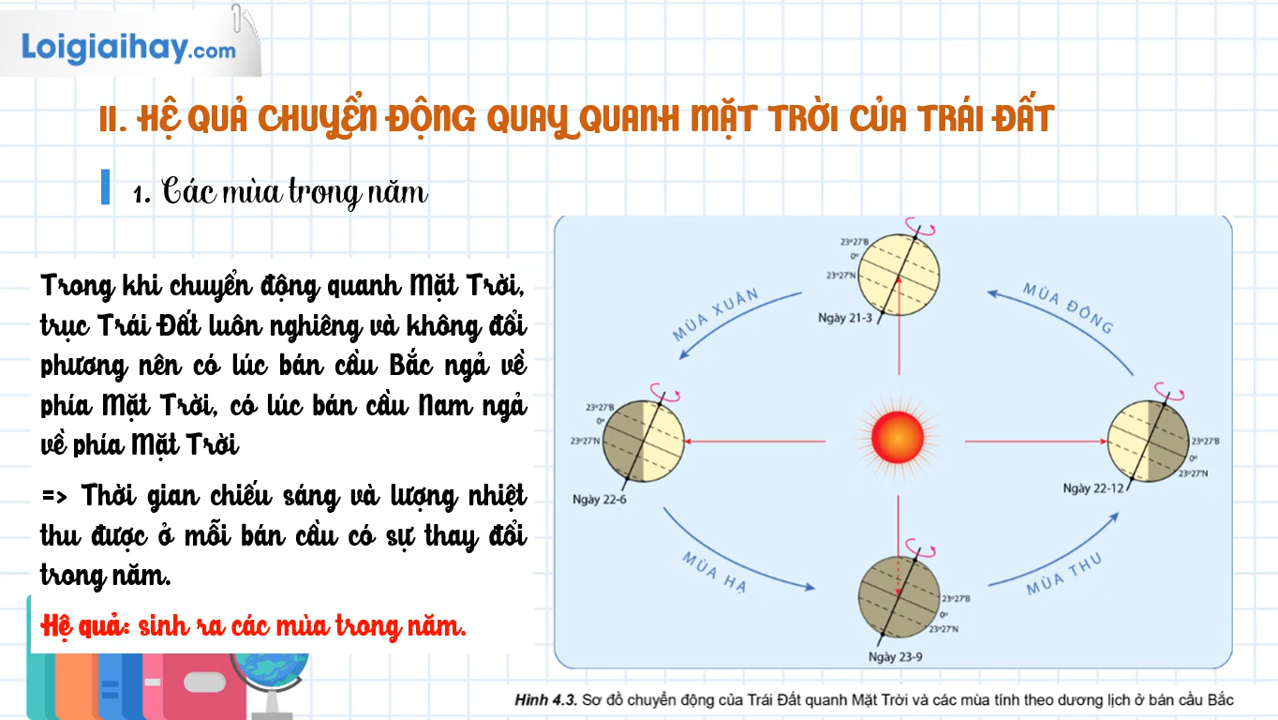 Loigiaihay.com
II. HỆ QUẢ CHUYỂN ĐỘNG QUAY QUANH MẶT TRỜI CỦA TRÁI ĐẤT
1. Các mùa trong năm
Trong khi chuyển động quanh Mặt Trời,
trục Trái Đất luôn nghiêng và không đổi
phương nên có lúc bán cầu Bắc ngả về
phía Mặt Trời, có lúc bán cầu Nam ngả
về phía Mặt Trời
=> Thời gian chiếu sáng và lượng nhiệt
thu được ở mỗi bán cầu có sự thay đổi
trong năm.
Hệ quả: sinh ra các mùa trong năm.
23°27'B
0°
23°27'N
Ngày 21-3
MÙA XUÂN
MÙA ĐÔNG
23°27'B
0°
23°27'N
Ngày 22-6
23°27'B
0°
23°27'N
Ngày 22-12
MÙA HẠ
MÙA THU
23°27'B
0°
23°27'N
Ngày 23-9
Hình 4.3. Sơ đồ chuyển động của Trái Đất quanh Mặt Trời và các mùa tính theo dương lịch ở bán cầu Bắc